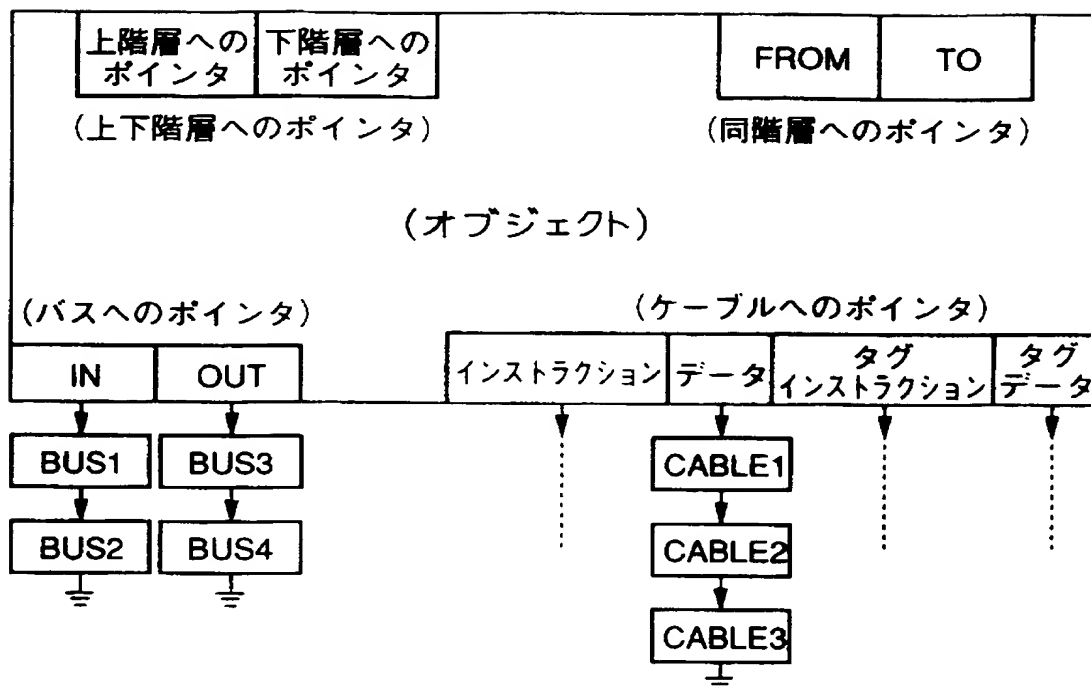 上階層への
ポインタ
下階層への
ポインタ
FROM
TO
(上下階層へのポインタ)
(同階層へのポインタ)
(オブジェクト)
(バスへのポインタ)
(ケーブルへのポインタ)
IN
OUT
インストラクション
データ
タグ
インストラクション
タグ
データ
BUS1
BUS3
CABLE1
BUS2
BUS4
CABLE2
CABLE3